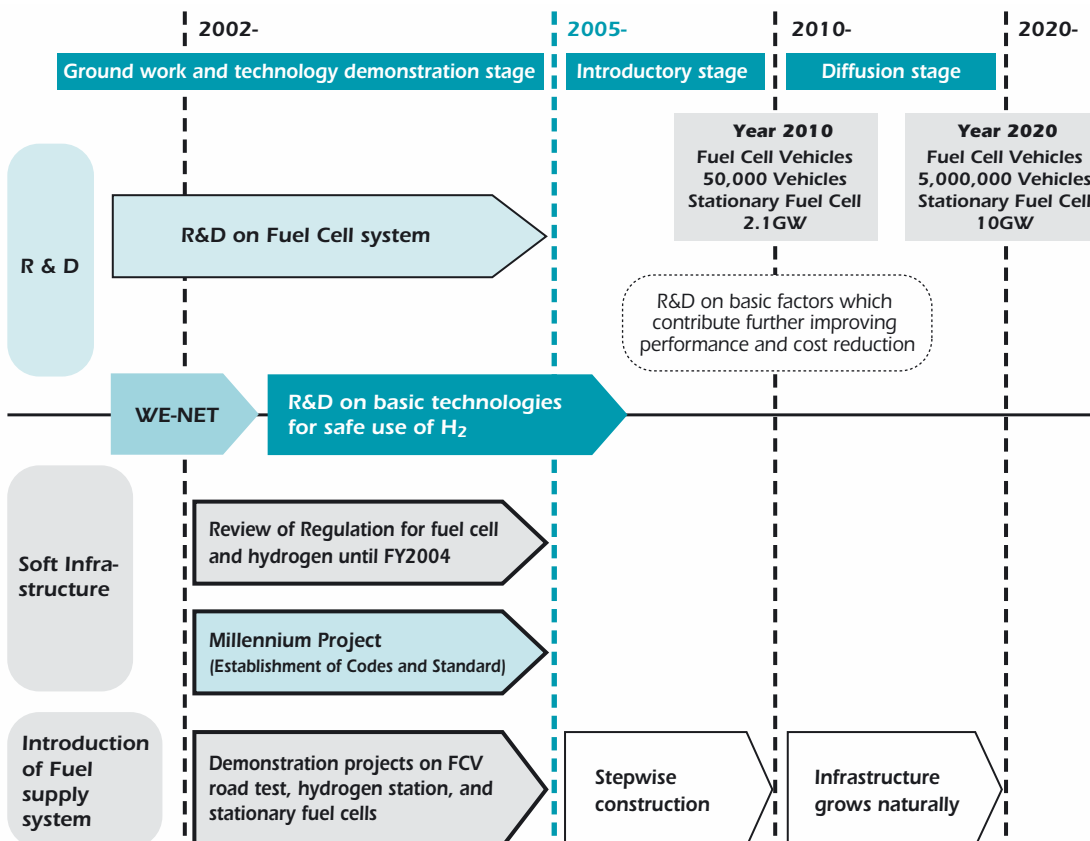 2002-
2005-
2010-
2020-
Ground work and technology demonstration stage
Introductory stage
Diffusion stage
Year 2010
Fuel Cell Vehicles
50,000 Vehicles
Stationary Fuel Cell
2.1GW
Year 2020
Fuel Cell Vehicles
5,000,000 Vehicles
Stationary Fuel Cell
10GW
R & D
R&D on Fuel Cell system
R&D on basic factors which
contribute further improving
performance and cost reduction
WE-NET
R&D on basic technologies
for safe use of H₂
Soft Infra-
structure
Review of Regulation for fuel cell
and hydrogen until FY2004
Millennium Project
(Establishment of Codes and Standard)
Introduction
of Fuel
supply
system
Demonstration projects on FCV
road test, hydrogen station, and
stationary fuel cells
Stepwise
construction
Infrastructure
grows naturally